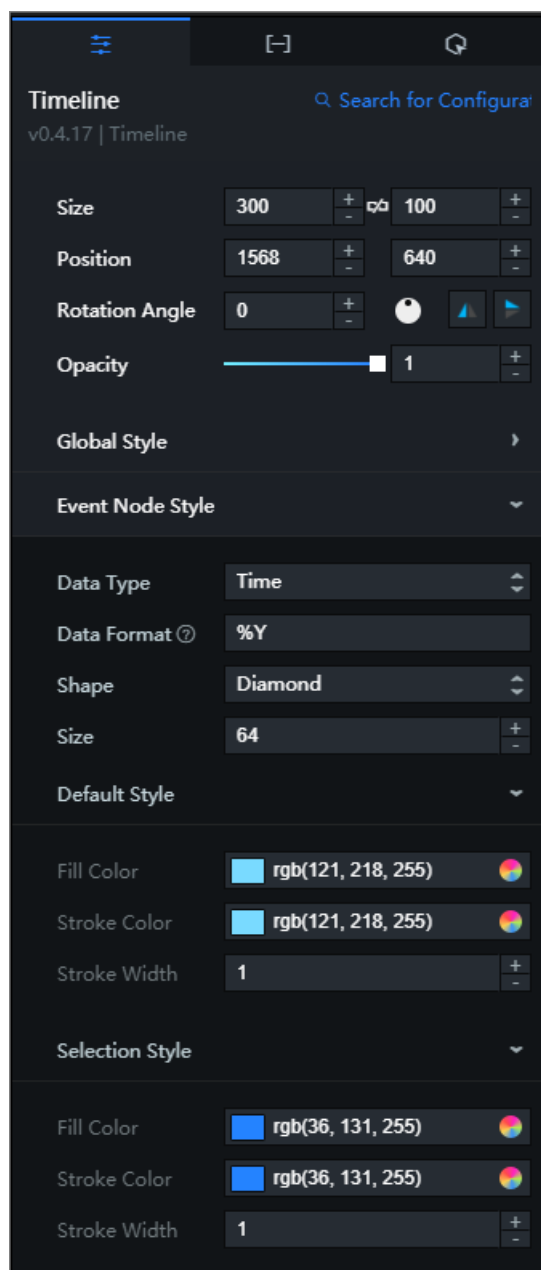 Timeline
Search for Configurat
v0.4.17 | Timeline
Size 300 + - 100 + -
Position 1568 + - 640 + -
Rotation Angle 0 + -
Opacity 1 + -
Global Style
Event Node Style
Data Type Time
Data Format ? %Y
Shape Diamond
Size 64 + -
Default Style
Fill Color rgb(121, 218, 255)
Stroke Color rgb(121, 218, 255)
Stroke Width 1 + -
Selection Style
Fill Color rgb(36, 131, 255)
Stroke Color rgb(36, 131, 255)
Stroke Width 1 + -